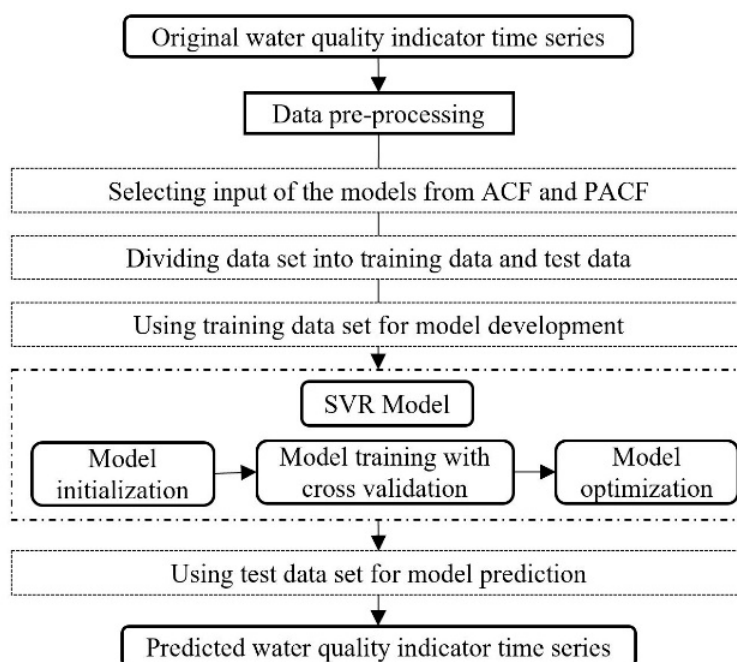 Original water quality indicator time series
Data pre-processing
Selecting input of the models from ACF and PACF
Dividing data set into training data and test data
Using training data set for model development
SVR Model
Model
initialization
Model training with
cross validation
Model
optimization
Using test data set for model prediction
Predicted water quality indicator time series